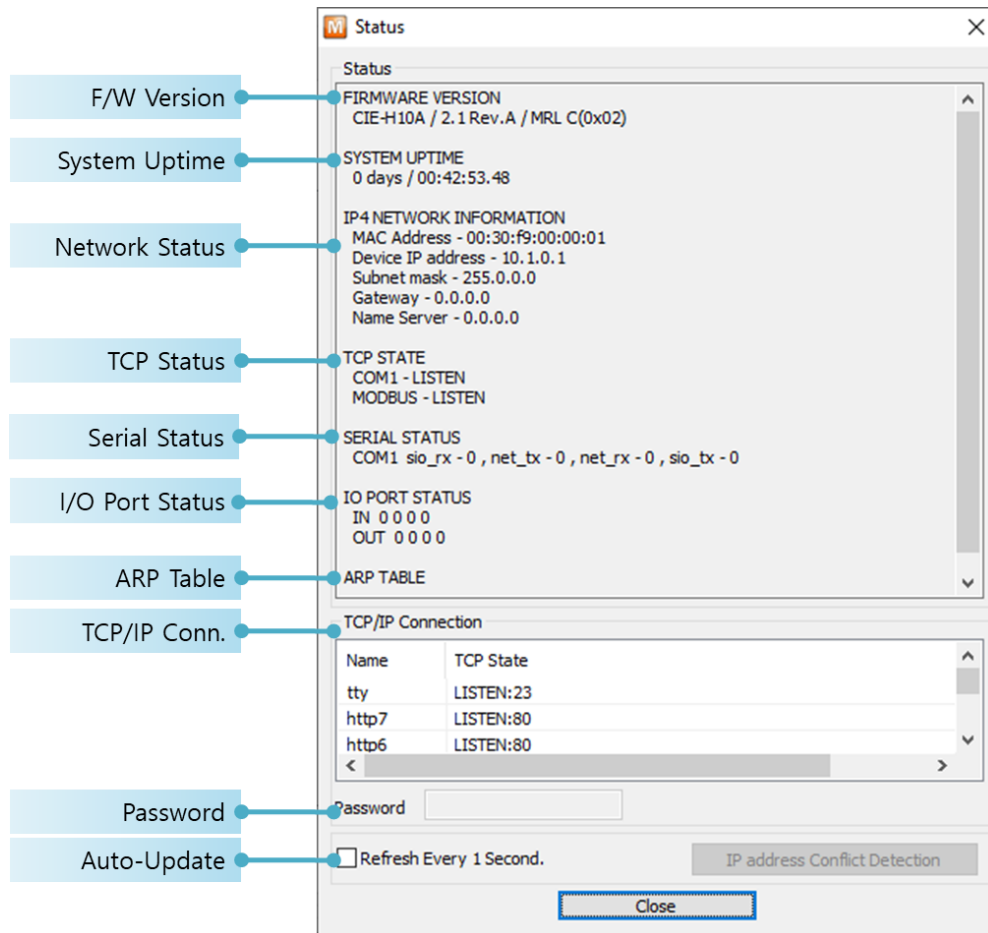 M Status
Status
F/W Version
FIRMWARE VERSION
CIE-H10A / 2.1 Rev.A / MRL C(0x02)
System Uptime
SYSTEM UPTIME
0 days / 00:42:53.48
Network Status
IP4 NETWORK INFORMATION
MAC Address - 00:30:f9:00:00:01
Device IP address - 10.1.0.1
Subnet mask - 255.0.0.0
Gateway - 0.0.0.0
Name Server - 0.0.0.0
TCP Status
TCP STATE
COM1 - LISTEN
MODBUS - LISTEN
Serial Status
SERIAL STATUS
COM1 sio_rx - 0 , net_tx - 0 , net_rx - 0 , sio_tx - 0
I/O Port Status
IO PORT STATUS
IN 0 0 0 0
OUT 0 0 0 0
ARP Table
ARP TABLE
TCP/IP Conn.
TCP/IP Connection
Name TCP State
tty LISTEN:23
http7 LISTEN:80
http6 LISTEN:80
Password
Password
Auto-Update
Refresh Every 1 Second.
IP address Conflict Detection
Close